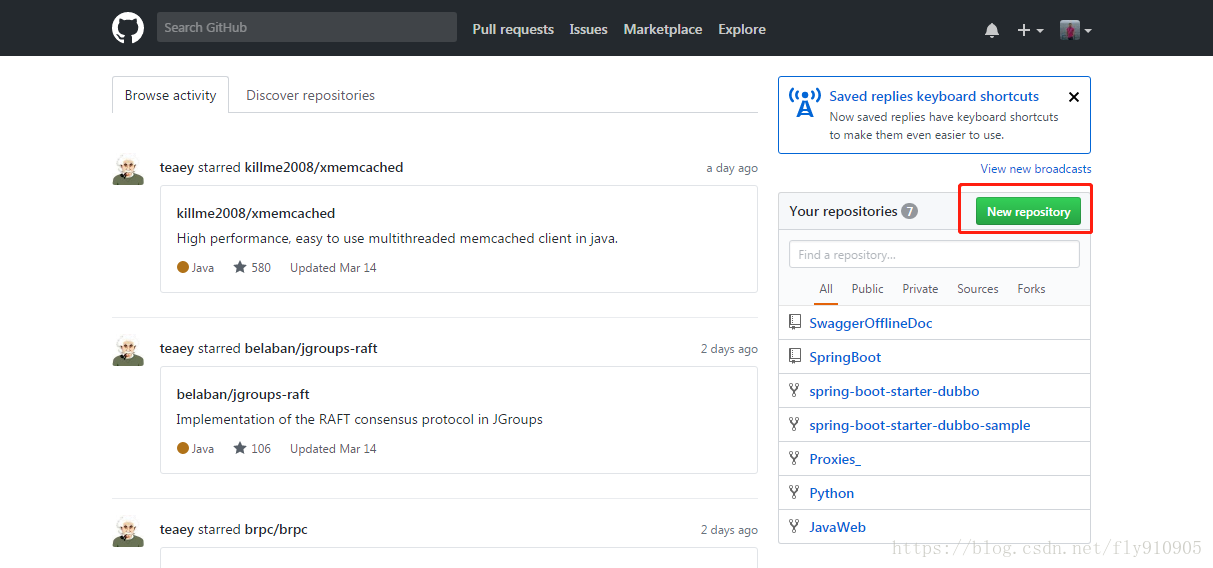 Search GitHub
Pull requests Issues Marketplace Explore
Browse activity Discover repositories
teaey starred killme2008/xmemcached a day ago
killme2008/xmemcached
High performance, easy to use multithreaded memcached client in java.
Java 580 Updated Mar 14
teaey starred belaban/jgroups-raft 2 days ago
belaban/jgroups-raft
Implementation of the RAFT consensus protocol in JGroups
Java 106 Updated Mar 14
teaey starred brpc/brpc 2 days ago
Saved replies keyboard shortcuts
Now saved replies have keyboard shortcuts
to make them even easier to use.
View new broadcasts
Your repositories 7 New repository
Find a repository...
All Public Private Sources Forks
SwaggerOfflineDoc
SpringBoot
spring-boot-starter-dubbo
spring-boot-starter-dubbo-sample
Proxies_
Python
JavaWeb
https://blog.csdn.net/fly910905